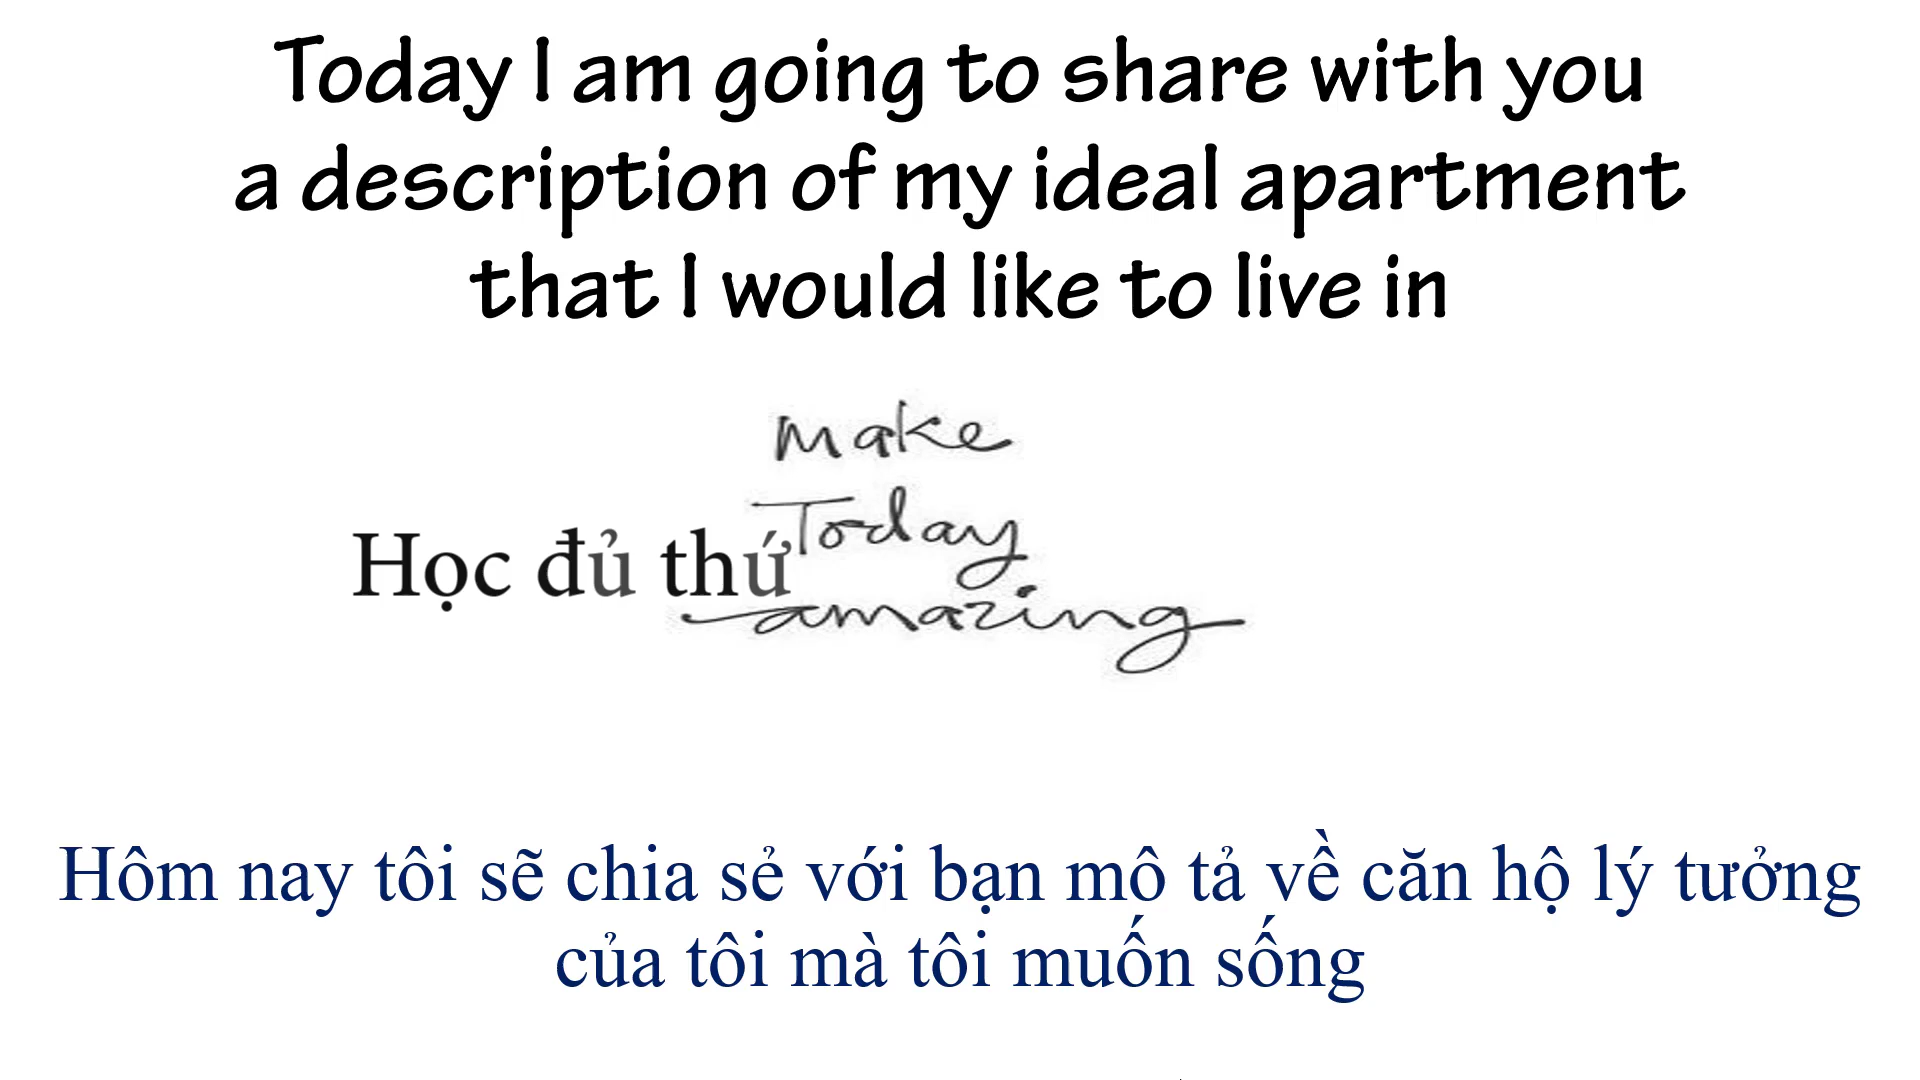 Today I am going to share with you
a description of my ideal apartment
that I would like to live in
Make
Today
Học đủ thứ
amazing
Hôm nay tôi sẽ chia sẻ với bạn mô tả về căn hộ lý tưởng
của tôi mà tôi muốn sống